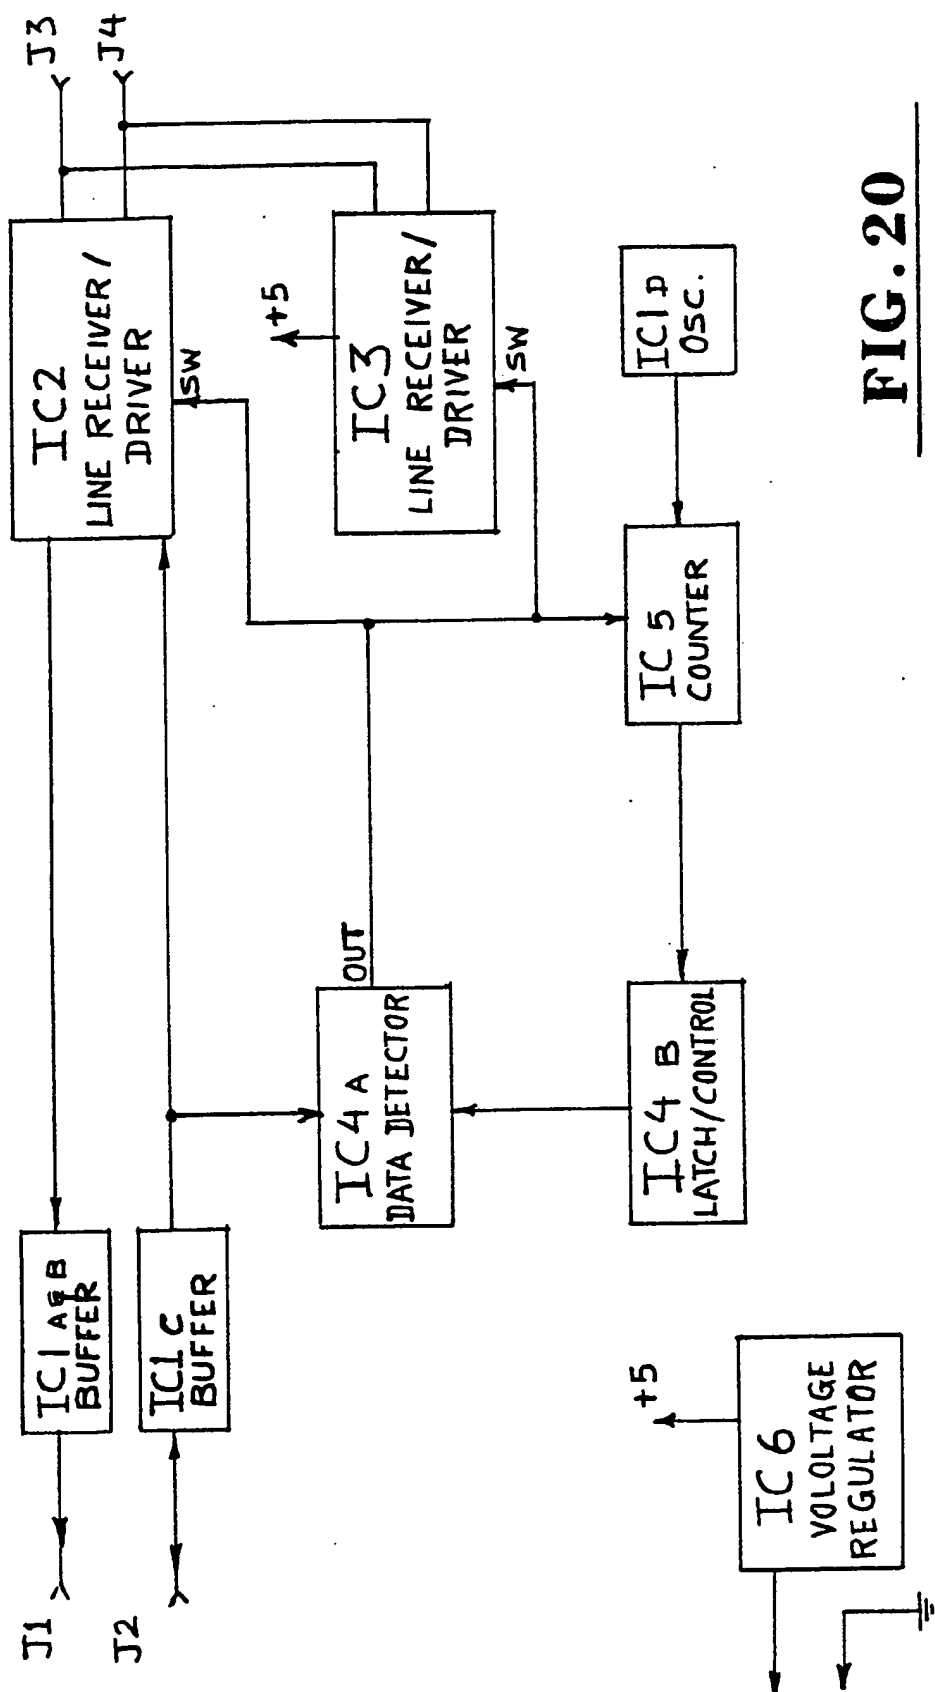 J1
J2
IC1 A&B
BUFFER
IC1 C
BUFFER
IC2
LINE RECEIVER/
DRIVER
SW
J3
J4
IC4 A
DATA DETECTOR
OUT
+5
IC3
LINE RECEIVER/
DRIVER
SW
IC4 B
LATCH/CONTROL
IC5
COUNTER
IC1 D
OSC.
+5
IC6
VOLOLTAGE
REGULATOR
FIG. 20